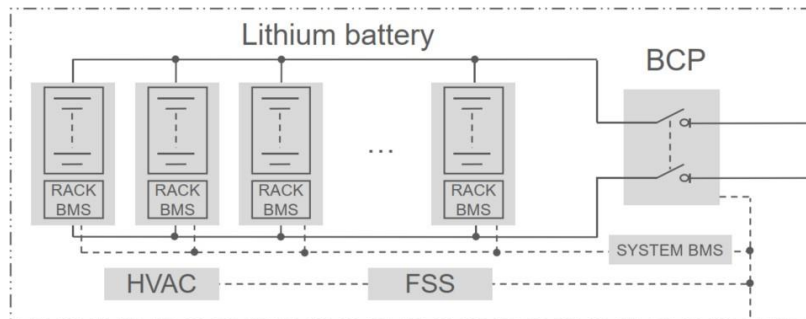 Lithium battery
BCP
RACK
BMS
RACK
BMS
RACK
BMS
...
RACK
BMS
SYSTEM BMS
HVAC
FSS